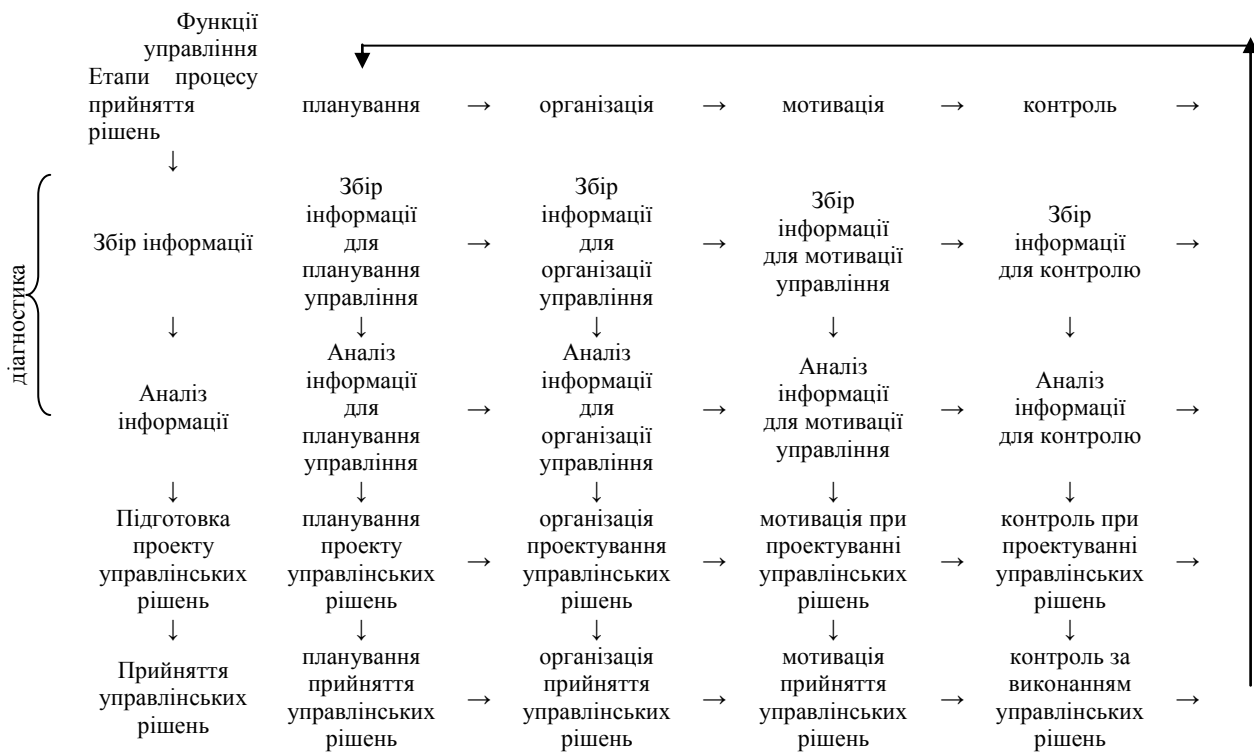 Функції
управління
Етапи процесу
прийняття
рішень
планування → організація → мотивація → контроль →
↓
діагностика
Збір інформації
Збір
інформації
для
планування
управління
→
Збір
інформації
для
організації
управління
→
Збір
інформації
для мотивації
управління
→
Збір
інформації
для контролю
→
↓ ↓ ↓ ↓ ↓
Аналіз
інформації
Аналіз
інформації
для
планування
управління
→
Аналіз
інформації
для
організації
управління
→
Аналіз
інформації
для мотивації
управління
→
Аналіз
інформації
для контролю
→
↓ ↓ ↓ ↓ ↓
Підготовка
проекту
управлінських
рішень
планування
проекту
управлінських
рішень
→
організація
проектування
управлінських
рішень
→
мотивація при
проектуванні
управлінських
рішень
→
контроль при
проектуванні
управлінських
рішень
→
↓ ↓ ↓ ↓ ↓
Прийняття
управлінських
рішень
планування
прийняття
управлінських
рішень
→
організація
прийняття
управлінських
рішень
→
мотивація
прийняття
управлінських
рішень
→
контроль за
виконанням
управлінських
рішень
→